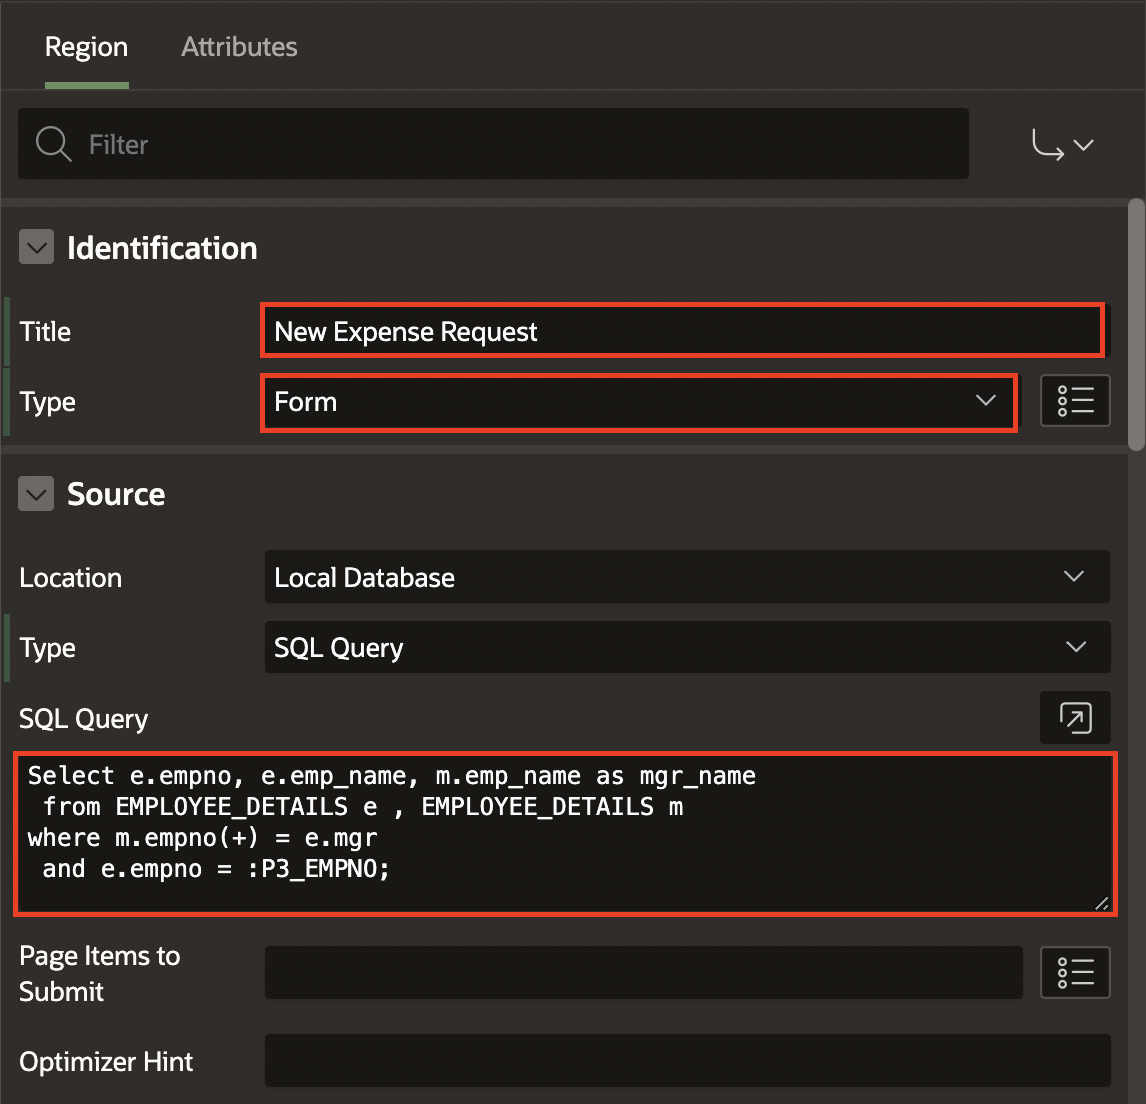 Region Attributes
Filter
Identification
Title New Expense Request
Type Form
Source
Location Local Database
Type SQL Query
SQL Query
Select e.empno, e.emp_name, m.emp_name as mgr_name
from EMPLOYEE_DETAILS e , EMPLOYEE_DETAILS m
where m.empno(+) = e.mgr
and e.empno = :P3_EMPNO;
Page Items to
Submit
Optimizer Hint